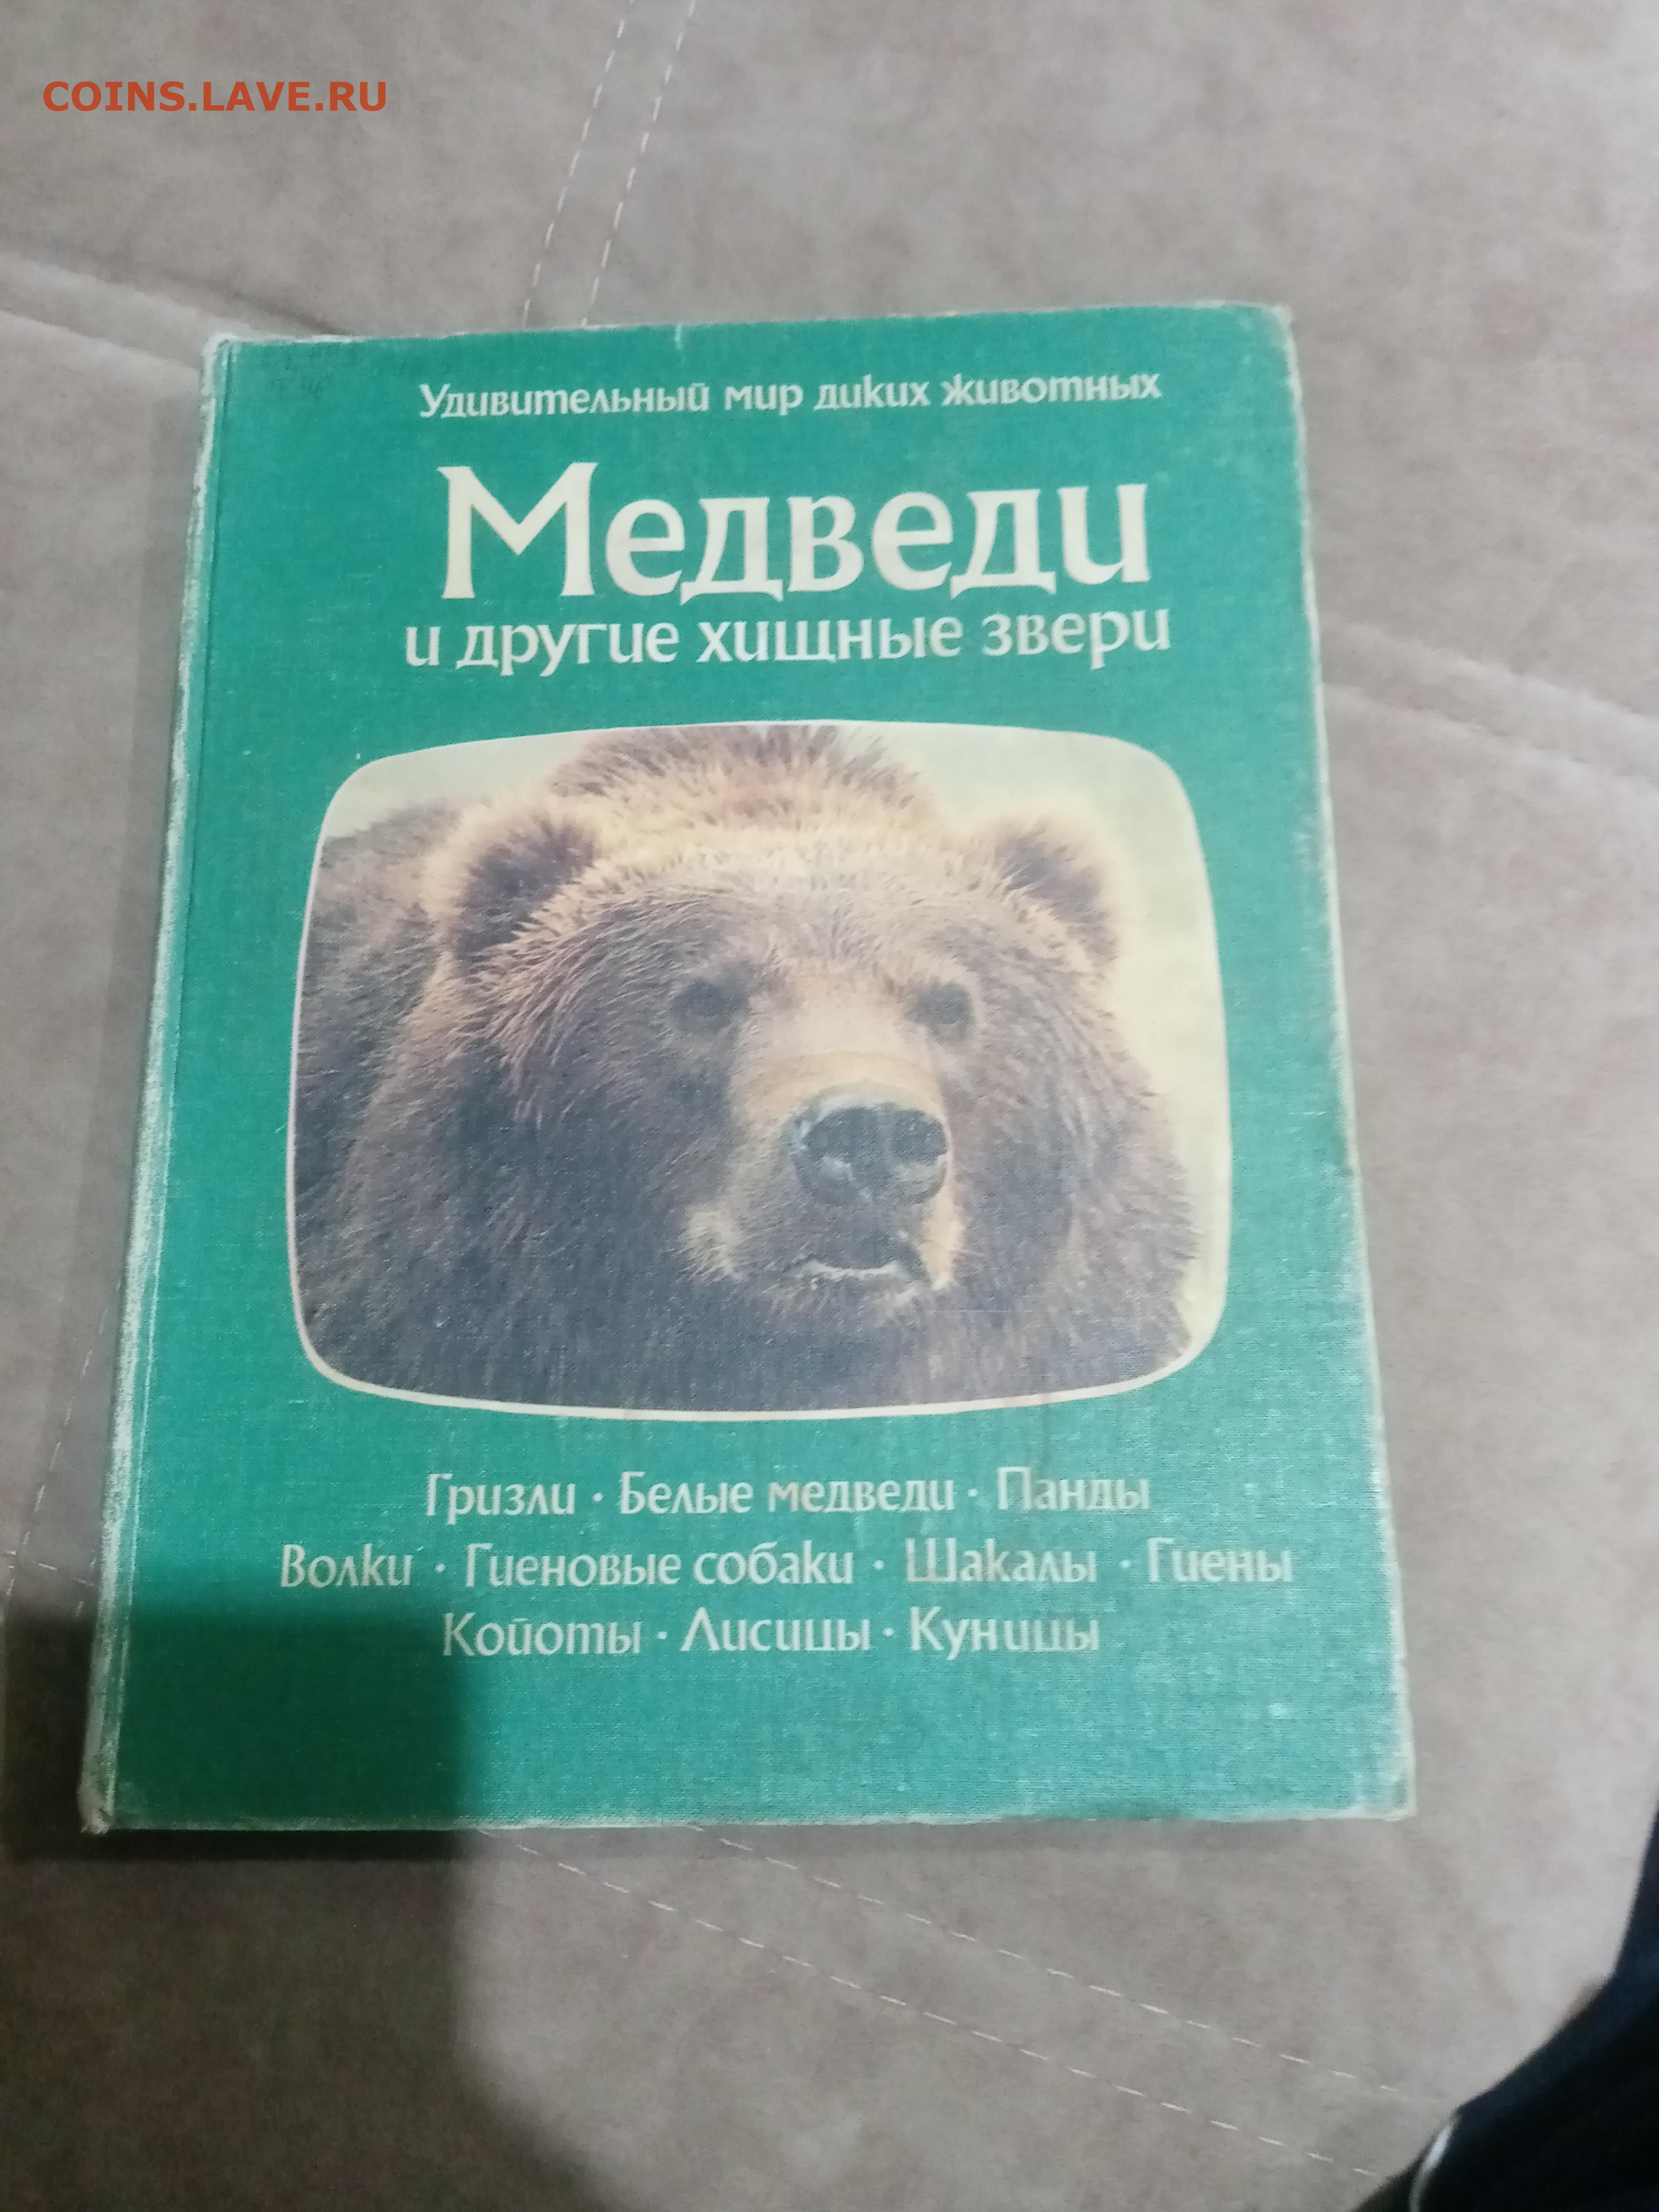 COINS.LAVE.RU
Удивительный мир диких животных
Медведи
и другие хищные звери
Гризли · Белые медведи · Панды
Волки · Гиеновые собаки · Шакалы · Гиены
Койоты · Лисицы · Куницы